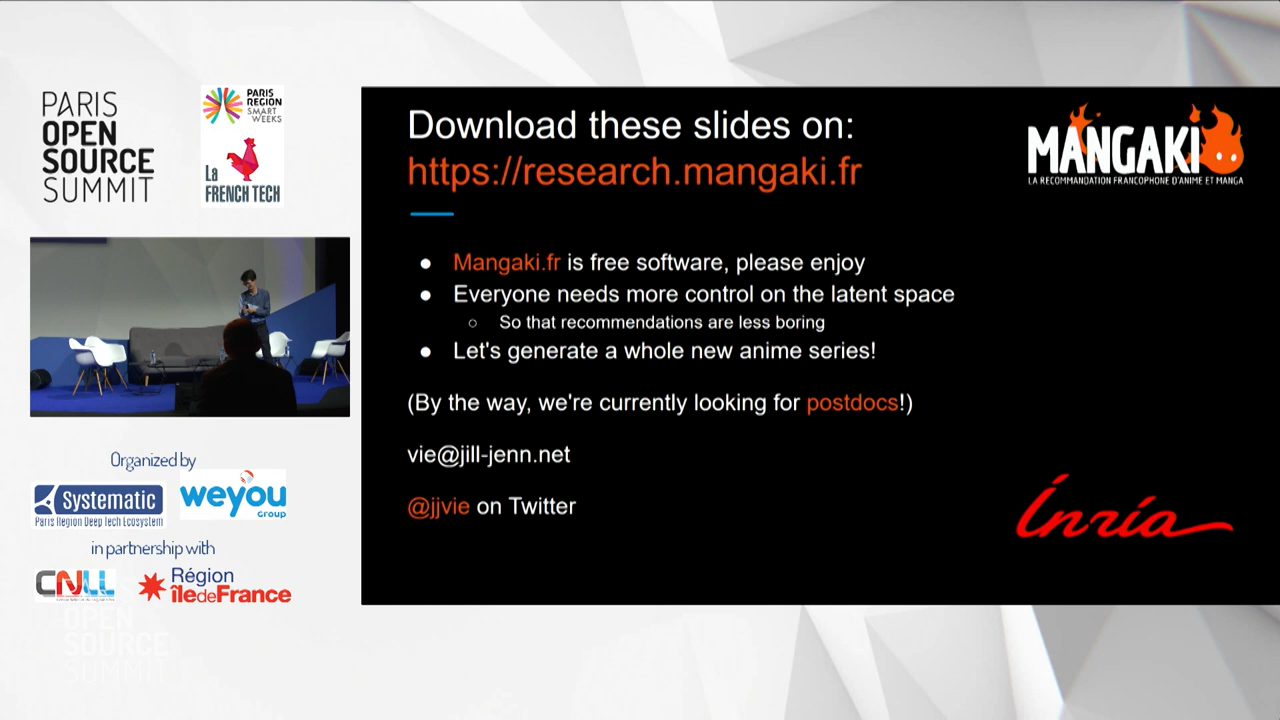 PARIS
OPEN
SOURCE
SUMMIT
PARIS
REGION
SMART
WEEKS
La
FRENCH TECH
Organized by
Systematic
Paris Region Deep Tech Ecosystem
weyou
Group
in partnership with
CNLL
Région
îledeFrance
OPEN
SOURCE
SUMMIT
Download these slides on:
https://research.mangaki.fr
MANGAKI
LA RECOMMANDATION FRANCOPHONE D'ANIME ET MANGA
● Mangaki.fr is free software, please enjoy
● Everyone needs more control on the latent space
○ So that recommendations are less boring
● Let's generate a whole new anime series!
(By the way, we're currently looking for postdocs!)
vie@jill-jenn.net
@jjvie on Twitter
Inria